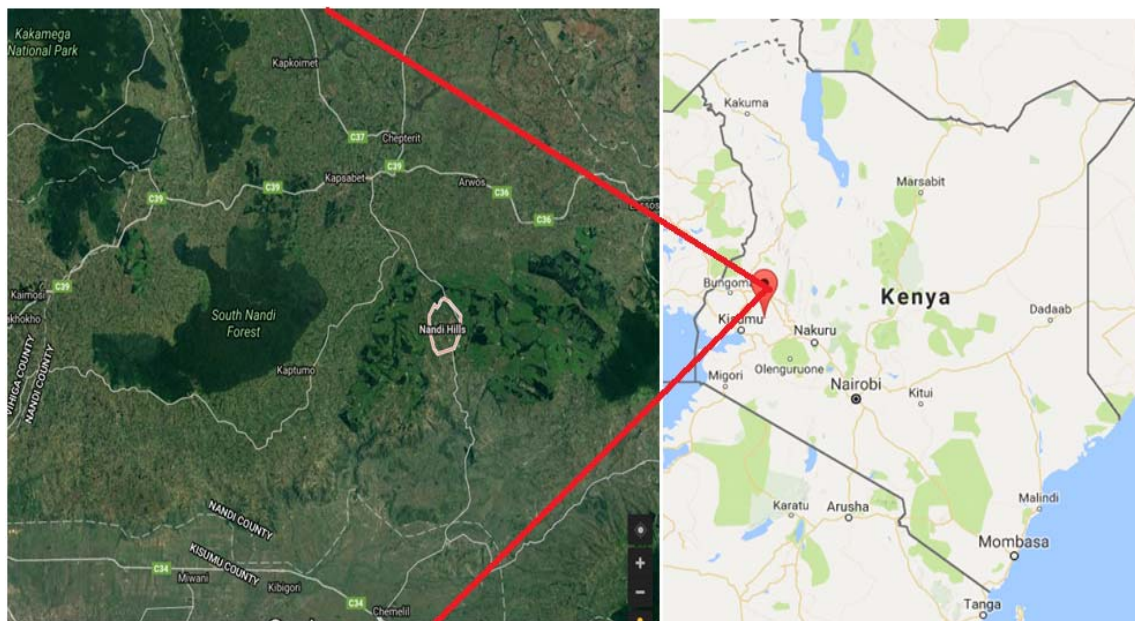 Kakamega
National Park
Kapkoimet
C37
Chepterit
C39
Kapsabet
C39
Arwos
C36
C39
C36
Kaimosi
C39
South Nandi
Forest
Nandi Hills
Kaptumo
VIHIGA COUNTY
NANDI COUNTY
NANDI COUNTY
KISUMU COUNTY
C34
Miwani
Kibigori
C34
Chemelil
Kakuma
Marsabit
Bungoma
Kenya
Dadaab
Kisumu
Nakuru
Olenguruone
Migori
Nairobi
Kitui
Karatu
Arusha
Malindi
Mombasa
Tanga